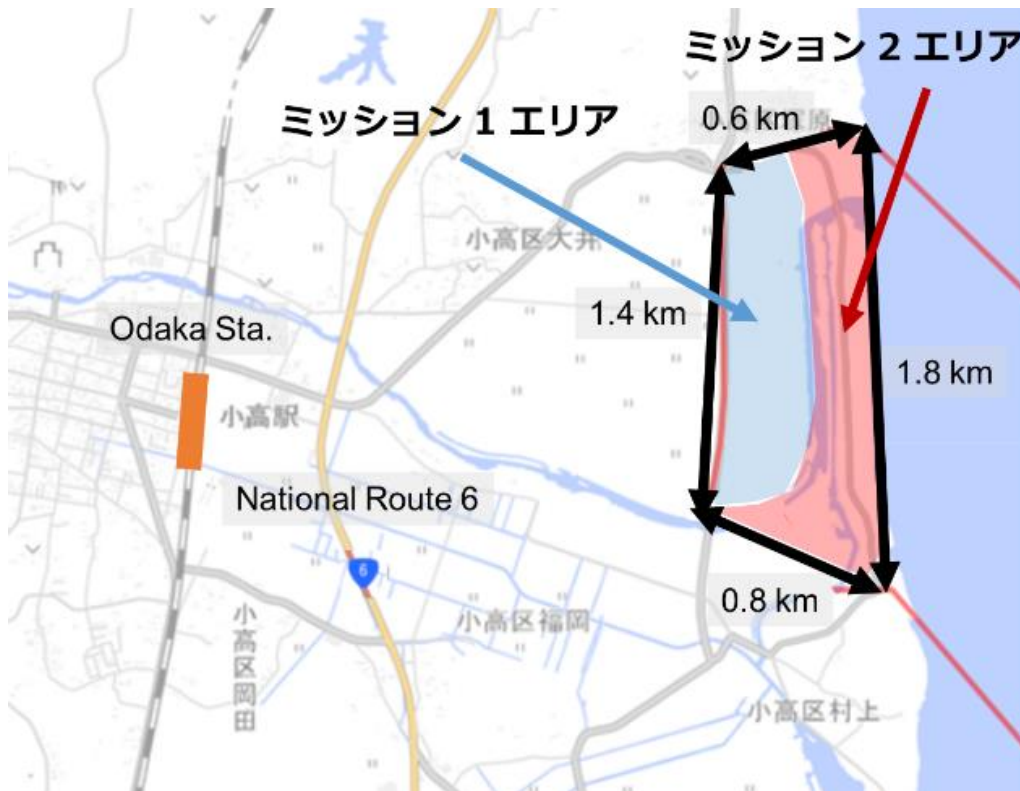 ミッション 2 エリア
0.6 km
原
ミッション 1 エリア
小高区大井
1.4 km
Odaka Sta.
1.8 km
小高駅
National Route 6
6
0.8 km
小高区福岡
小高区岡田
小高区村上